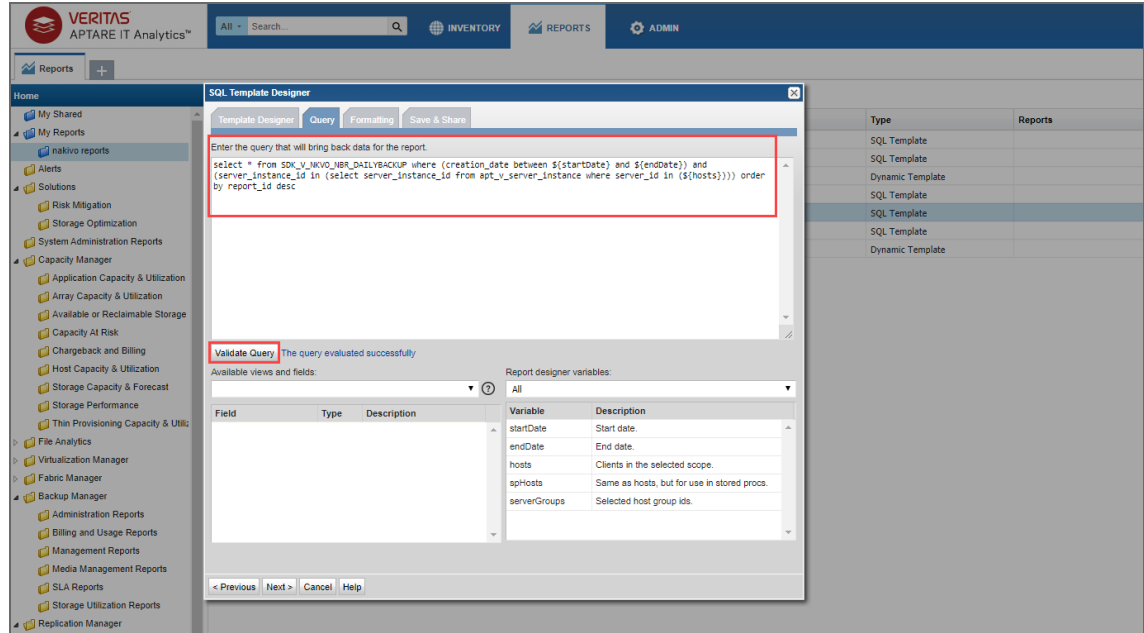 VERITAS
APTARE IT Analytics™
All
Search...
INVENTORY
REPORTS
ADMIN
Reports
Home
My Shared
My Reports
nakivo reports
Alerts
Solutions
Risk Mitigation
Storage Optimization
System Administration Reports
Capacity Manager
Application Capacity & Utilization
Array Capacity & Utilization
Available or Reclaimable Storage
Capacity At Risk
Chargeback and Billing
Host Capacity & Utilization
Storage Capacity & Forecast
Storage Performance
Thin Provisioning Capacity & Utiliz
File Analytics
Virtualization Manager
Fabric Manager
Backup Manager
Administration Reports
Billing and Usage Reports
Management Reports
Media Management Reports
SLA Reports
Storage Utilization Reports
Replication Manager
SQL Template Designer
Template Designer
Query
Formatting
Save & Share
Enter the query that will bring back data for the report.
select * from SDK_V_NKVO_NBR_DAILYBACKUP where (creation_date between ${startDate} and ${endDate}) and
(server_instance_id in (select server_instance_id from apt_v_server_instance where server_id in (${hosts}))) order
by report_id desc
Validate Query The query evaluated successfully
Available views and fields:
Field Type Description
Report designer variables:
All
Variable Description
startDate Start date.
endDate End date.
hosts Clients in the selected scope.
spHosts Same as hosts, but for use in stored procs.
serverGroups Selected host group ids.
< Previous Next > Cancel Help
Type Reports
SQL Template
SQL Template
Dynamic Template
SQL Template
SQL Template
SQL Template
Dynamic Template